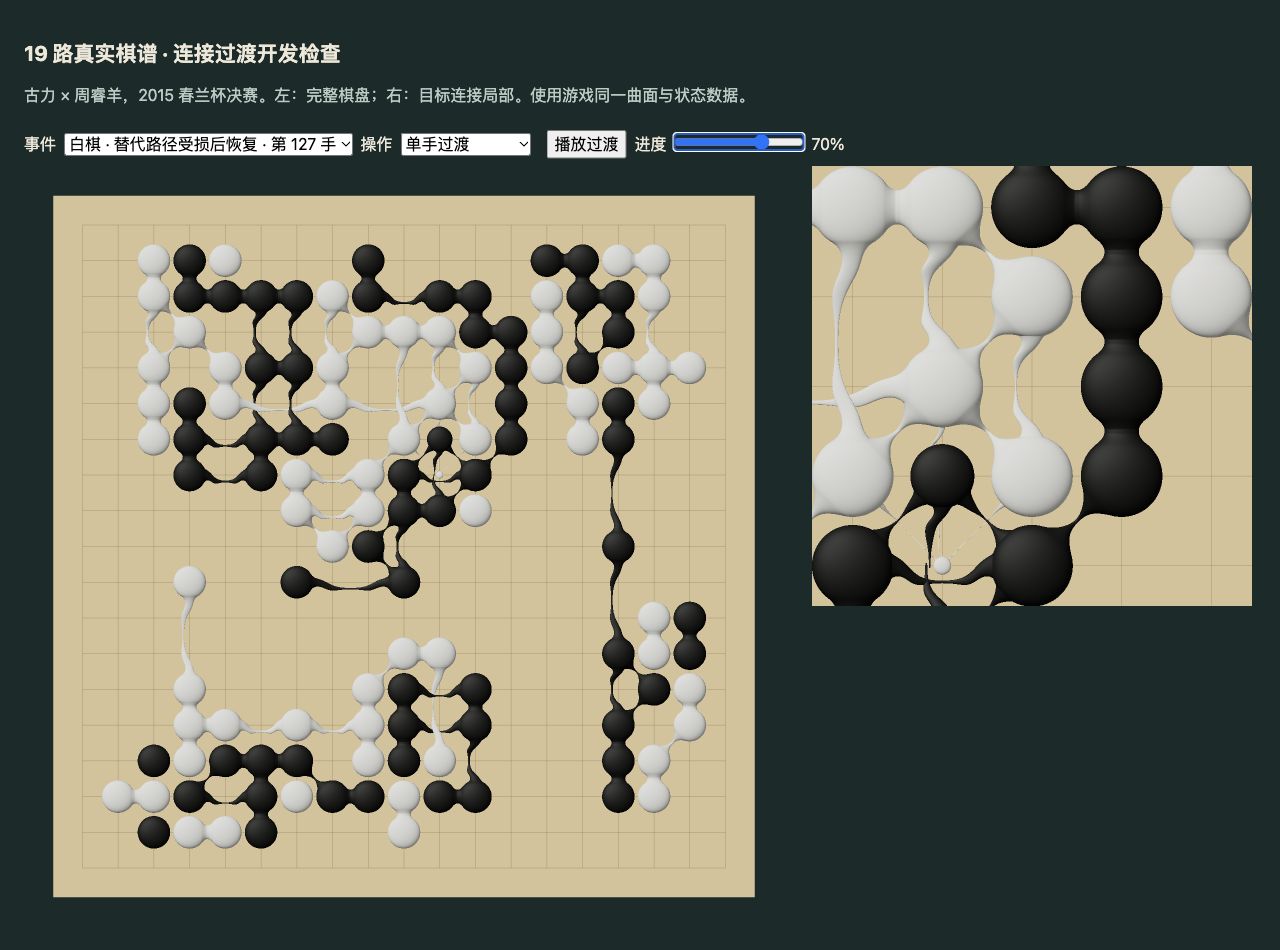 19 路真实棋谱 · 连接过渡开发检查
古力 × 周睿羊，2015 春兰杯决赛。左：完整棋盘；右：目标连接局部。使用游戏同一曲面与状态数据。
事件 白棋 · 替代路径受损后恢复 · 第 127 手 操作 单手过渡 播放过渡 进度 70%